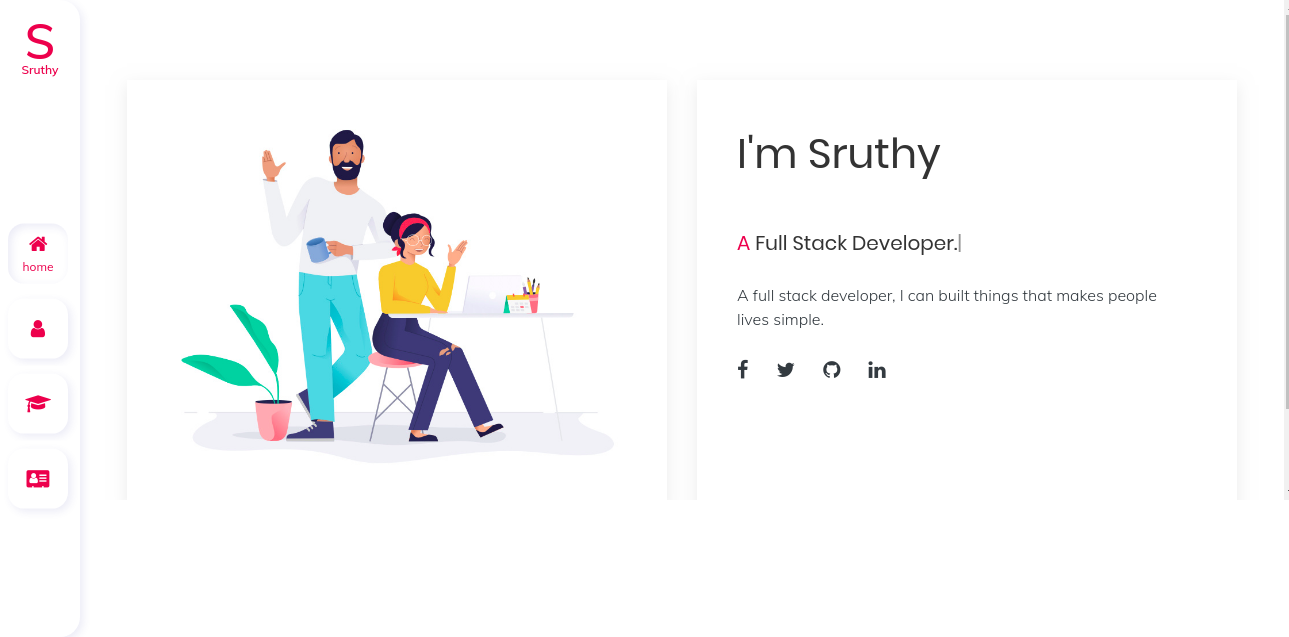 S
Sruthy
home
I'm Sruthy
A Full Stack Developer.
A full stack developer, I can built things that makes people
lives simple.